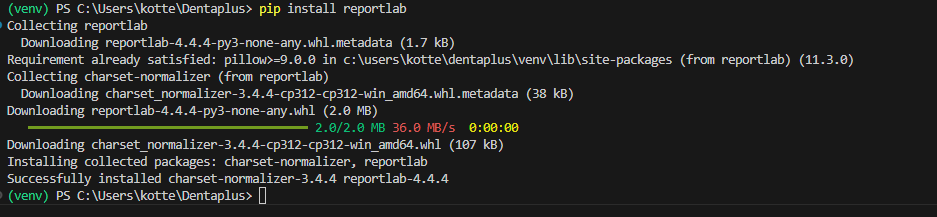 (venv) PS C:\Users\kotte\Dentaplus> pip install reportlab
Collecting reportlab
  Downloading reportlab-4.4.4-py3-none-any.whl.metadata (1.7 kB)
Requirement already satisfied: pillow>=9.0.0 in c:\users\kotte\dentaplus\venv\lib\site-packages (from reportlab) (11.3.0)
Collecting charset-normalizer (from reportlab)
  Downloading charset_normalizer-3.4.4-cp312-cp312-win_amd64.whl.metadata (38 kB)
Downloading reportlab-4.4.4-py3-none-any.whl (2.0 MB)
2.0/2.0 MB 36.0 MB/s  0:00:00
Downloading charset_normalizer-3.4.4-cp312-cp312-win_amd64.whl (107 kB)
Installing collected packages: charset-normalizer, reportlab
Successfully installed charset-normalizer-3.4.4 reportlab-4.4.4
(venv) PS C:\Users\kotte\Dentaplus>